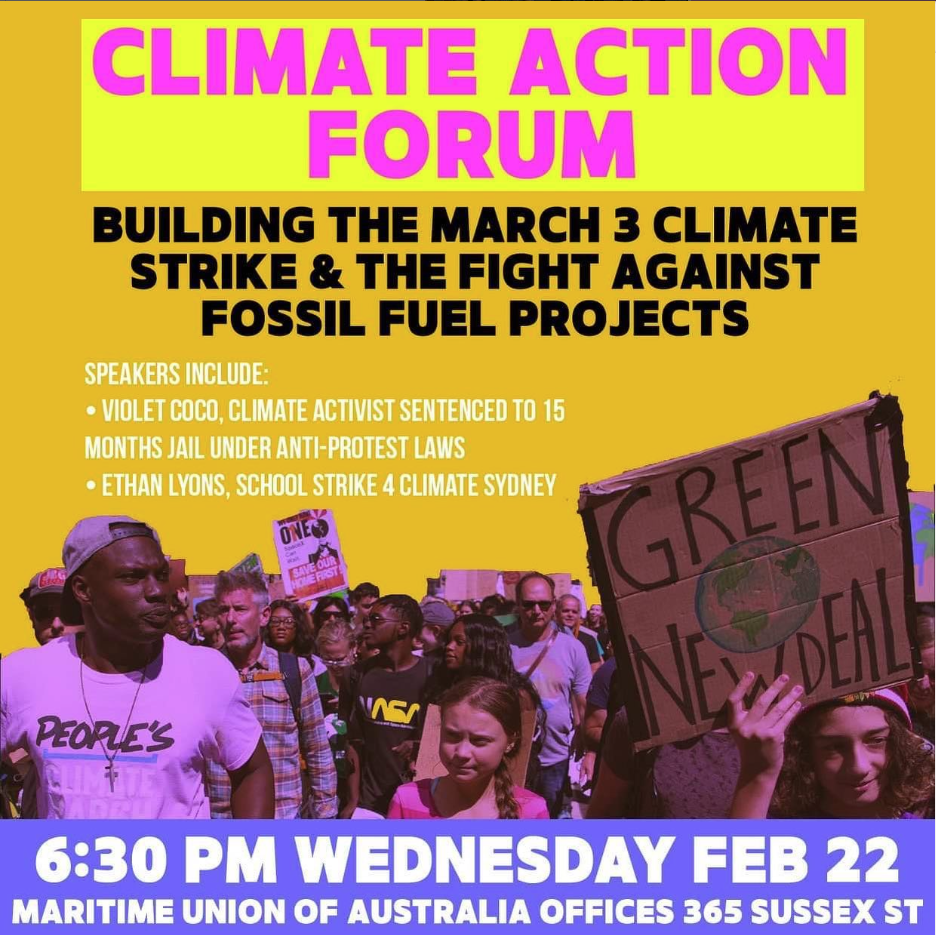 CLIMATE ACTION
FORUM
BUILDING THE MARCH 3 CLIMATE
STRIKE & THE FIGHT AGAINST
FOSSIL FUEL PROJECTS
SPEAKERS INCLUDE:
• VIOLET COCO, CLIMATE ACTIVIST SENTENCED TO 15
MONTHS JAIL UNDER ANTI-PROTEST LAWS
• ETHAN LYONS, SCHOOL STRIKE 4 CLIMATE SYDNEY
GREEN
NEW DEAL
ONE
SAVE OUR
HOME FIRST
PEOPLE'S
CLIMATE
MARCH
6:30 PM WEDNESDAY FEB 22
MARITIME UNION OF AUSTRALIA OFFICES 365 SUSSEX ST